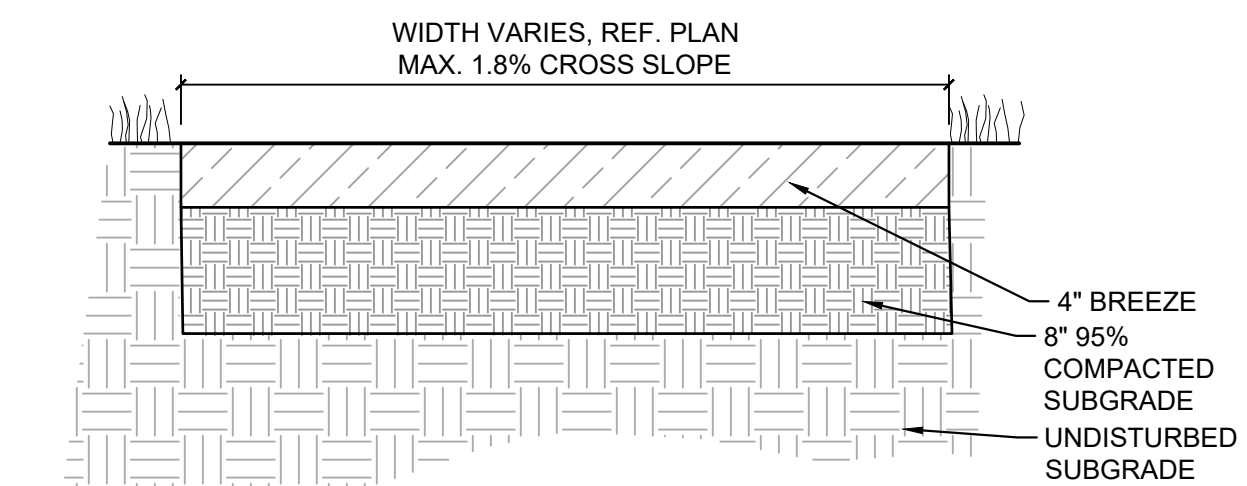 WIDTH VARIES, REF. PLAN
MAX. 1.8% CROSS SLOPE
4" BREEZE
8" 95%
COMPACTED
SUBGRADE
UNDISTURBED
SUBGRADE